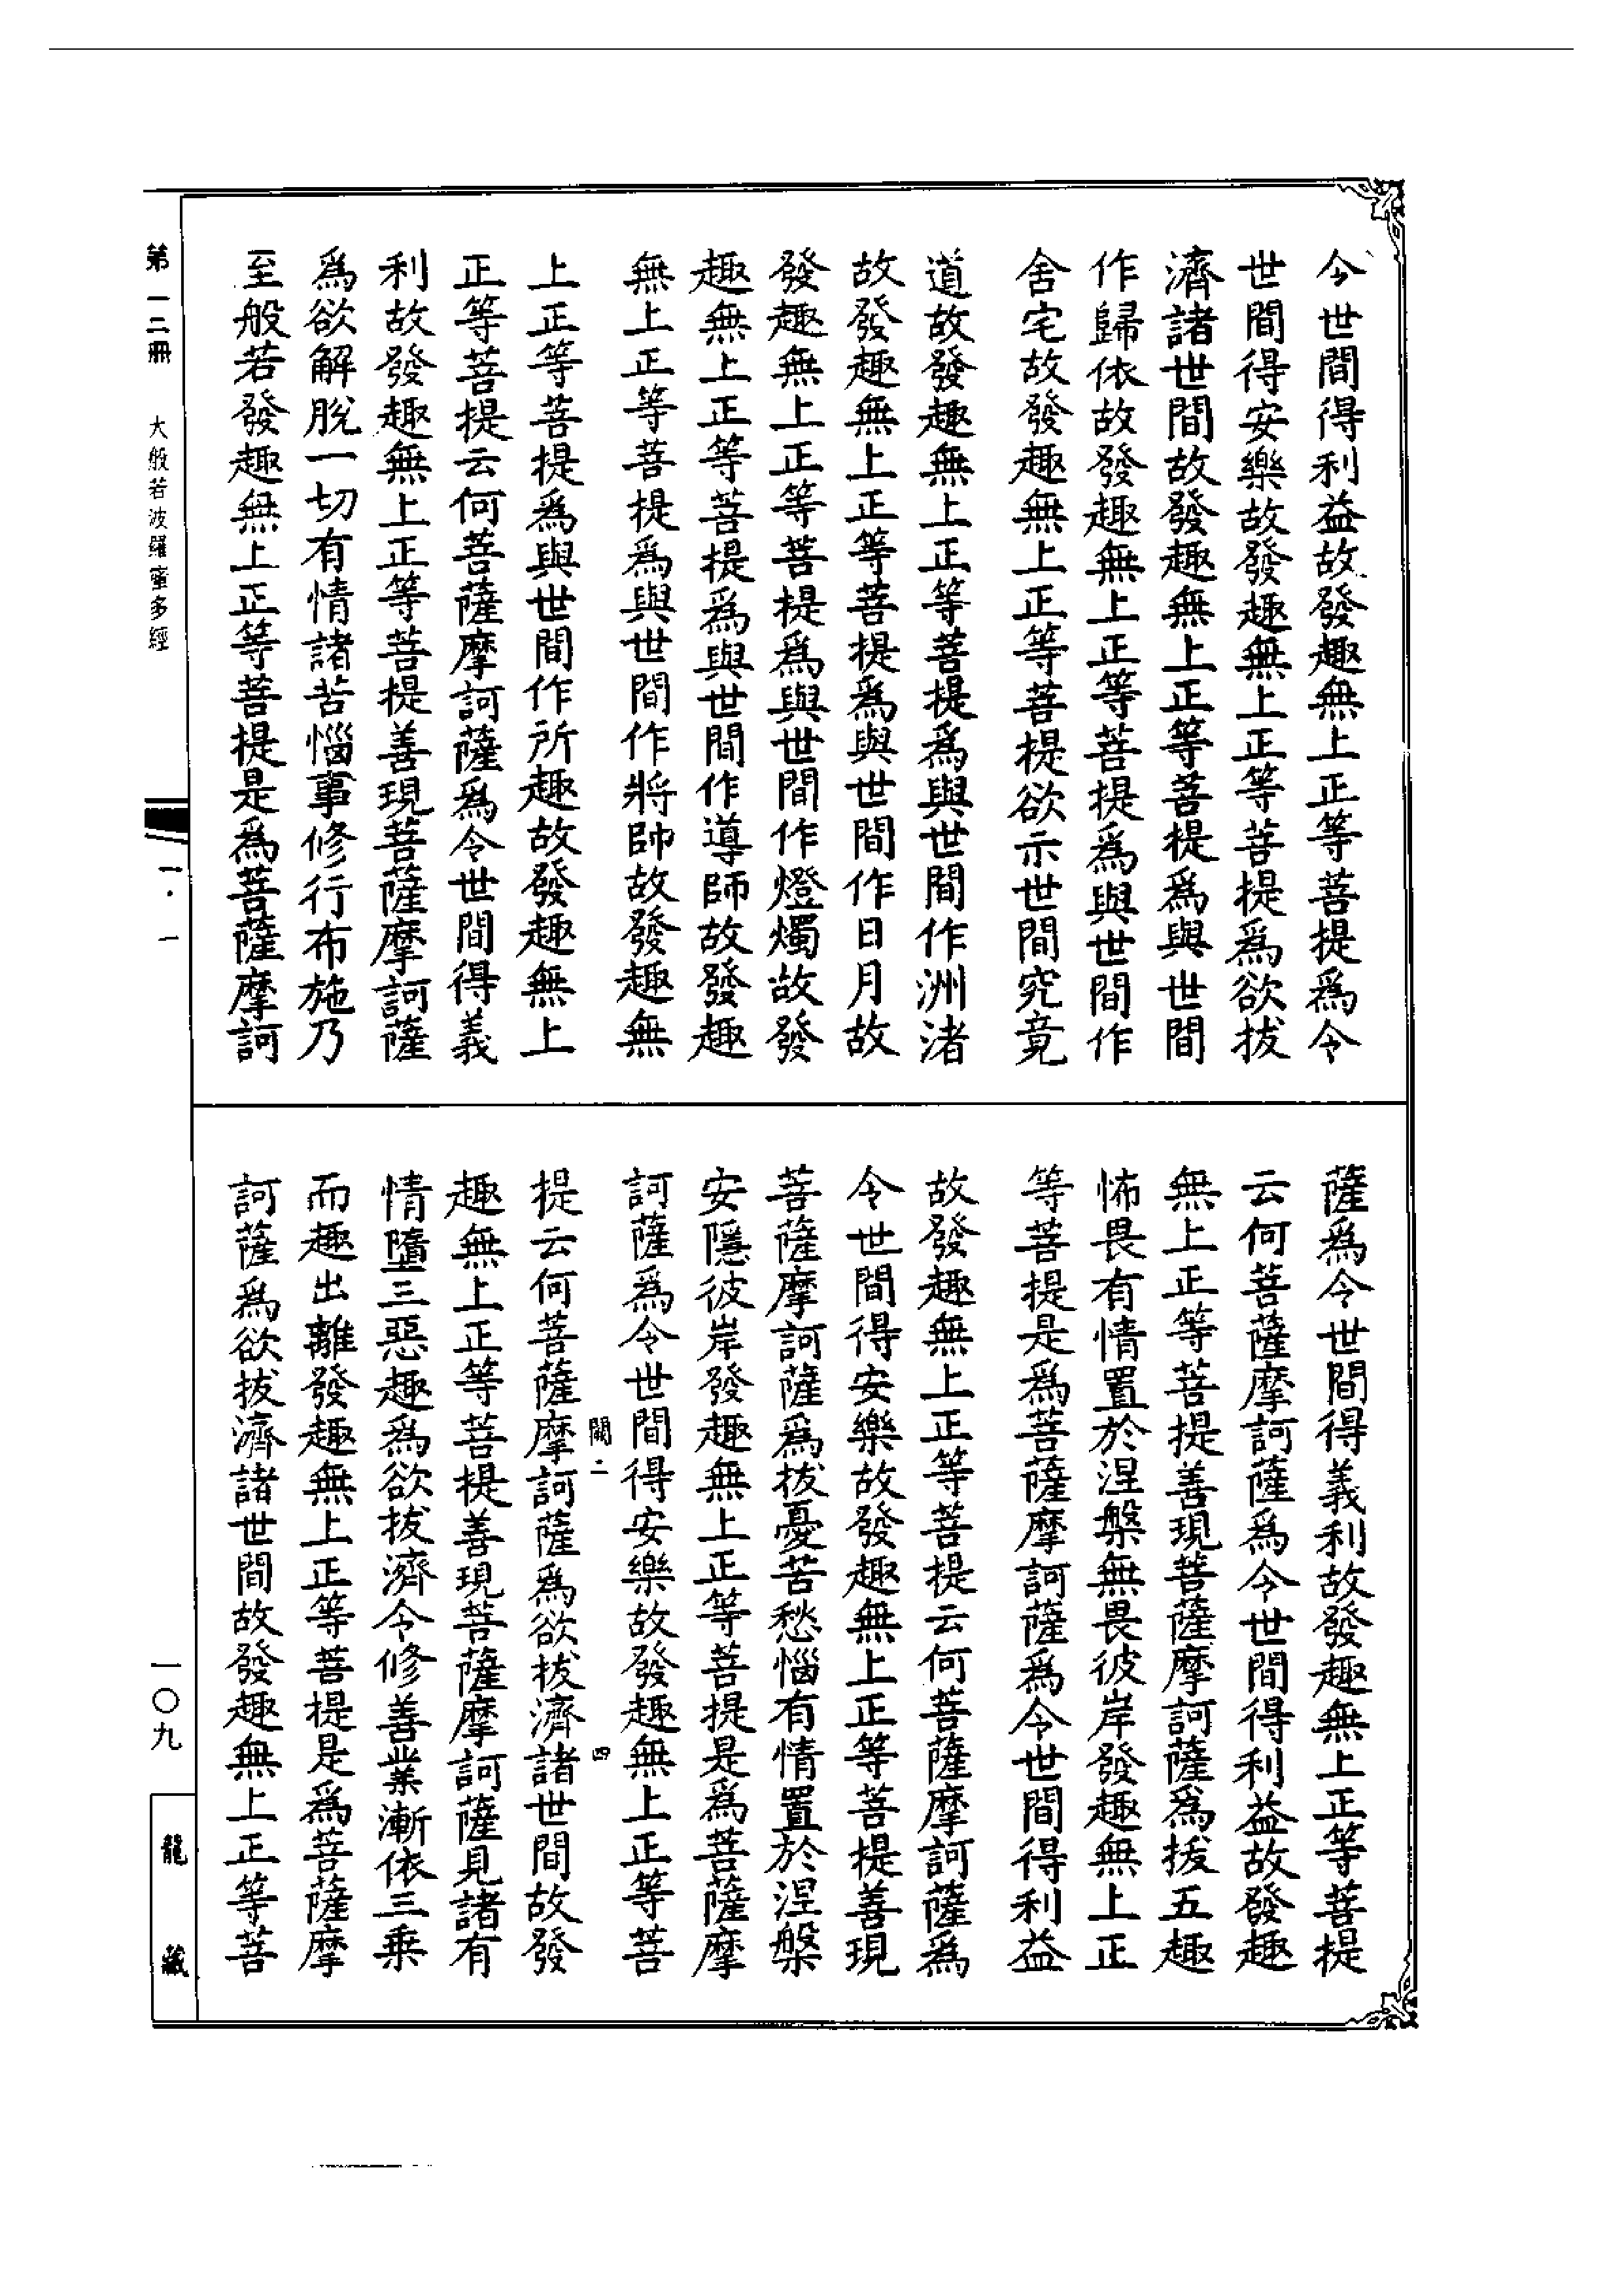 令世間得利益故發趣無上正等菩提爲令
世間得安樂故發趣無上正等菩提爲欲拔
濟諸世間故發趣無上正等菩提爲與世間
作歸依故發趣無上正等菩提爲與世間作
舍宅故發趣無上正等菩提欲示世間究竟
道故發趣無上正等菩提爲與世間作洲渚
故發趣無上正等菩提爲與世間作日月故
發趣無上正等菩提爲與世間作燈燭故發
趣無上正等菩提爲與世間作導師故發趣
無上正等菩提爲與世間作將帥故發趣無
上正等菩提爲與世間作所趣故發趣無上
正等菩提云何菩薩摩訶薩爲令世間得義
利故發趣無上正等菩提善現菩薩摩訶薩
爲欲解脫一切有情諸苦惱事修行布施乃
至般若發趣無上正等菩提是爲菩薩摩訶
薩爲令世間得義利故發趣無上正等菩提
云何菩薩摩訶薩爲令世間得利益故發趣
無上正等菩提善現菩薩摩訶薩爲拔五趣
怖畏有情置於涅槃無畏彼岸發趣無上正
等菩提是爲菩薩摩訶薩爲令世間得利益
故發趣無上正等菩提云何菩薩摩訶薩爲
令世間得安樂故發趣無上正等菩提善現
菩薩摩訶薩爲拔憂苦愁惱有情置於涅槃
安隱彼岸發趣無上正等菩提是爲菩薩摩
訶薩爲令世間得安樂故發趣無上正等菩
關二 四
提云何菩薩摩訶薩爲欲拔濟諸世間故發
趣無上正等菩提善現菩薩摩訶薩見諸有
情墮三惡趣爲欲拔濟令修善業漸依三乘
而趣出離發趣無上正等菩提是爲菩薩摩
訶薩爲欲拔濟諸世間故發趣無上正等菩
第一二冊 大般若波羅蜜多經 一·一 一〇九 龍藏